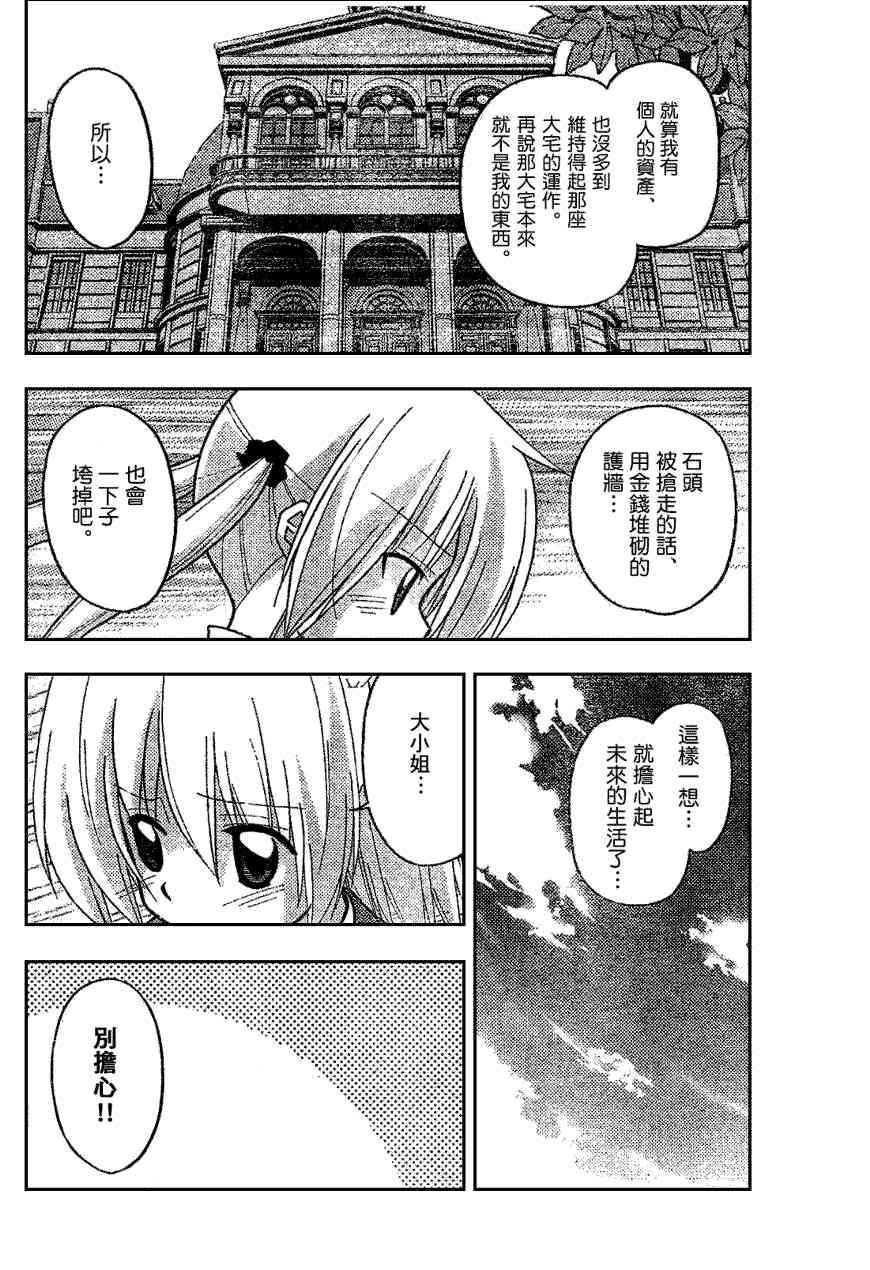 就算我有
個人的資產、
也沒多到
維持得起那座
大宅的運作。
再說那大宅本來
就不是我的東西。
所以…
石頭
被搶走的話、
用金錢堆砌的
護牆…
也會
一下子
垮掉吧。
這樣一想…
就擔心起
未來的生活了…
大小姐…
別擔心!!